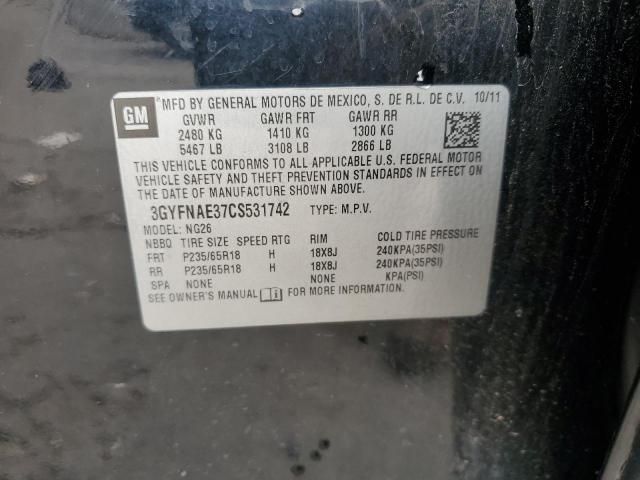 GM
MFD BY GENERAL MOTORS DE MEXICO, S. DE R.L. DE C.V. 10/11
GVWR GAWR FRT GAWR RR
2480 KG 1410 KG 1300 KG
5467 LB 3108 LB 2866 LB
THIS VEHICLE CONFORMS TO ALL APPLICABLE U.S. FEDERAL MOTOR
VEHICLE SAFETY AND THEFT PREVENTION STANDARDS IN EFFECT ON
THE DATE OF MANUFACTURE SHOWN ABOVE.
3GYFNAE37CS531742 TYPE: M.P.V.
MODEL: NG26
NBBQ TIRE SIZE SPEED RTG RIM COLD TIRE PRESSURE
FRT P235/65R18 H 18X8J 240KPA(35PSI)
RR P235/65R18 H 18X8J 240KPA(35PSI)
SPA NONE NONE KPA(PSI)
SEE OWNER'S MANUAL FOR MORE INFORMATION.